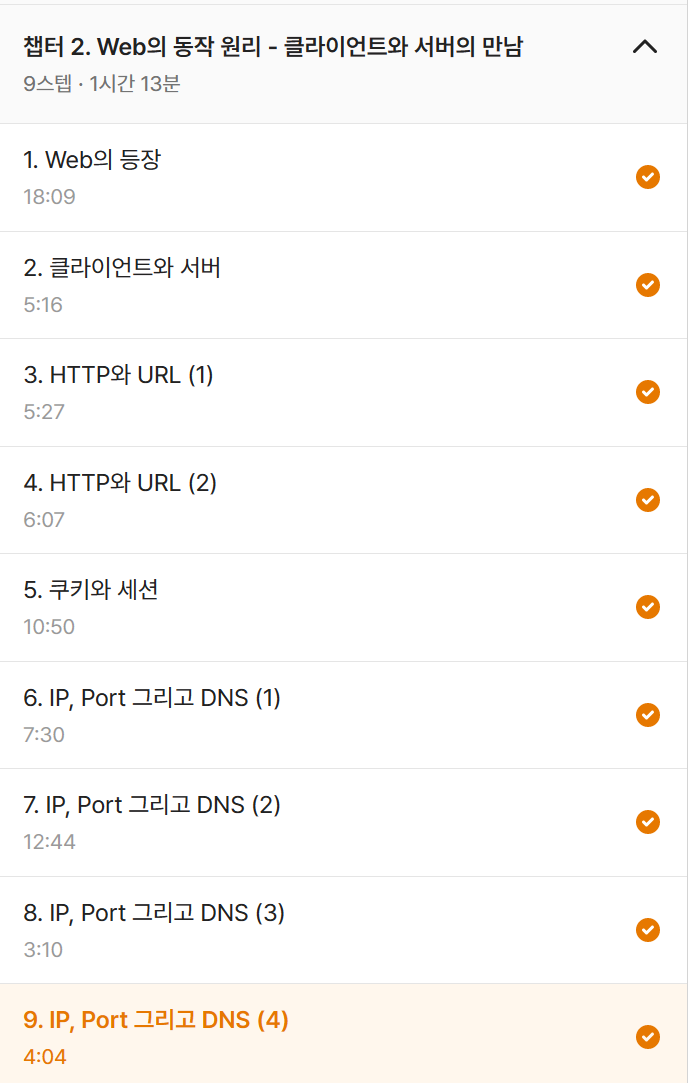 챕터 2. Web의 동작 원리 - 클라이언트와 서버의 만남
9스텝 · 1시간 13분
1. Web의 등장
18:09
2. 클라이언트와 서버
5:16
3. HTTP와 URL (1)
5:27
4. HTTP와 URL (2)
6:07
5. 쿠키와 세션
10:50
6. IP, Port 그리고 DNS (1)
7:30
7. IP, Port 그리고 DNS (2)
12:44
8. IP, Port 그리고 DNS (3)
3:10
9. IP, Port 그리고 DNS (4)
4:04